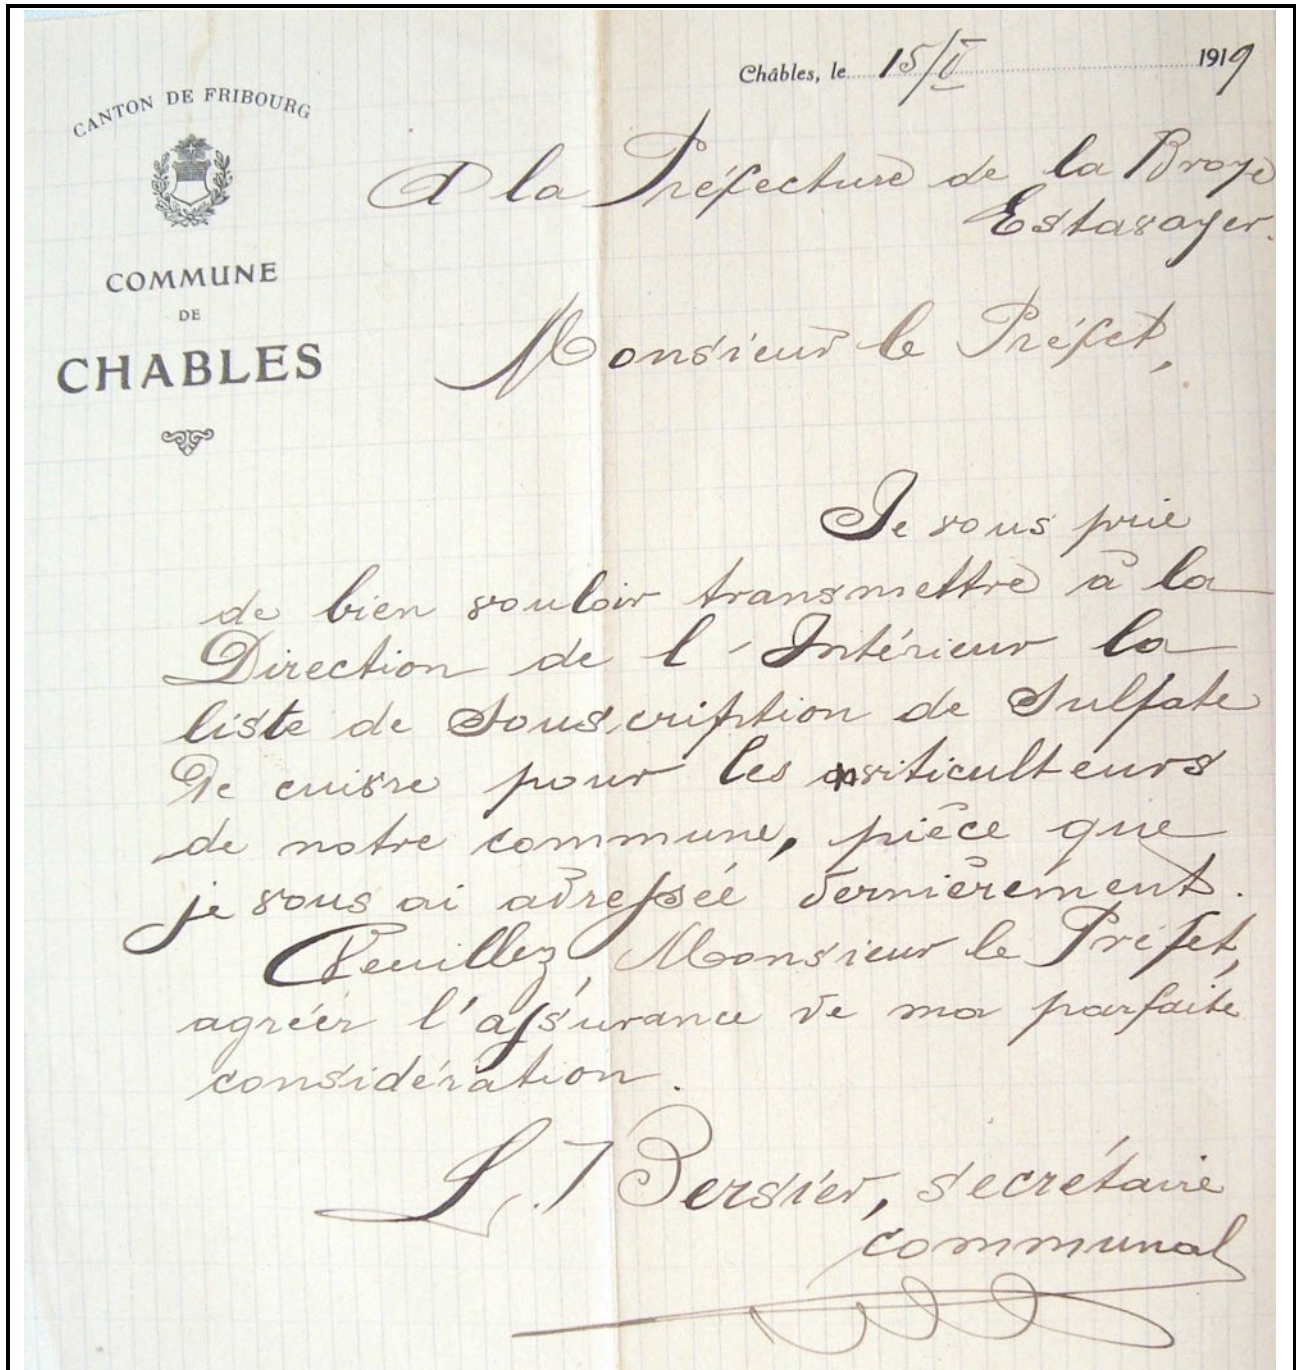 CANTON DE FRIBOURG
COMMUNE
DE
CHABLES
Châbles, le 15/II 1919
A la Préfecture de la Broye
Estavayer.
Monsieur le Préfet,
Je vous prie
de bien vouloir transmettre à la
Direction de l'Intérieur la
liste de Souscription de Sulfate
De cuivre pour les viticulteurs
de notre commune, pièce que
je vous ai adressée dernièrement.
Veuillez, Monsieur le Préfet,
agréer l'assurance de ma parfaite
considération.
Bersier, secrétaire
communal